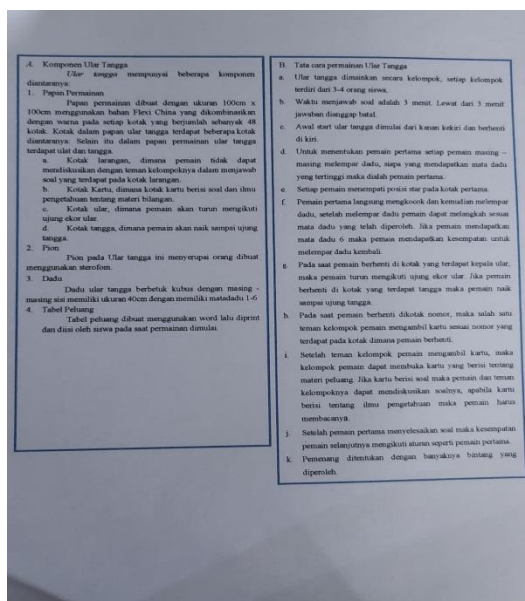 A. Komponen Ular Tangga
Ular tangga mempunyai beberapa komponen
diantaranya:
1. Papan Permainan
Papan permainan dibuat dengan ukuran 100cm x
100cm menggunakan bahan Flexi China yang dikombinasikan
dengan warna pada setiap kotak yang berjumlah sebanyak 48
kotak. Kotak dalam papan ular tangga terdapat beberapa kotak
diantaranya: Selain itu dalam papan permainan ular tangga
terdapat ulat dan tangga.
a. Kotak larangan, dimana pemain tidak dapat
mendiskusikan dengan teman kelompoknya dalam menjawab
soal yang terdapat pada kotak larangan.
b. Kotak Kartu, dimana kotak kartu berisi soal dan ilmu
pengetahuan tentang materi bilangan.
c. Kotak ular, dimana pemain akan turun mengikuti
ujung ekor ular.
d. Kotak tangga, dimana pemain akan naik sampai ujung
tangga.
2. Pion
Pion pada Ular tangga ini menyerupai orang dibuat
menggunakan sterofom.
3. Dadu
Dadu ular tangga berbetuk kubus dengan masing -
masing sisi memiliki ukuran 40cm dengan memiliki matadadu 1-6
4. Tabel Peluang
Tabel peluang dibuat menggunakan word lalu diprint
dan diisi oleh siswa pada saat permainan dimulai.
B. Tata cara permainan Ular Tangga
a. Ular tangga dimainkan secara kelompok, setiap kelompok
terdiri dari 3-4 orang siswa.
b. Waktu menjawab soal adalah 3 menit. Lewat dari 3 menit
jawaban dianggap batal.
c. Awal start ular tangga dimulai dari kanan kekiri dan berhenti
di kiri.
d. Untuk menentukan pemain pertama setiap pemain masing –
masing melempar dadu, siapa yang mendapatkan mata dadu
yang tertinggi maka dialah pemain pertama.
e. Setiap pemain menempati posisi star pada kotak pertama.
f. Pemain pertama langsung mengkocok dan kemudian melempar
dadu, setelah melempar dadu pemain dapat melangkah sesuai
mata dadu yang telah diperoleh. Jika pemain mendapatkan
mata dadu 6 maka pemain mendapatkan kesempatan untuk
melempar dadu kembali.
g. Pada saat pemain berhenti di kotak yang terdapat kepala ular,
maka pemain turun mengikuti ujung ekor ular. Jika pemain
berhenti di kotak yang terdapat tangga maka pemain naik
sampai ujung tangga.
h. Pada saat pemain berhenti dikotak nomor, maka salah satu
teman kelompok pemain mengambil kartu sesuai nomor yang
terdapat pada kotak dimana pemain berhenti.
i. Setelah teman kelompok pemain mengambil kartu, maka
kelompok pemain dapat membuka kartu yang berisi tentang
materi peluang. Jika kartu berisi soal maka pemain dan teman
kelompoknya dapat mendiskusikan soalnya, apabila kartu
berisi tentang ilmu pengetahuan maka pemain harus
membacanya.
j. Setelah pemain pertama menyelesaikan soal maka kesempatan
pemain selanjutnya mengikuti aturan seperti pemain pertama.
k. Pemenang ditentukan dengan banyaknya bintang yang
diperoleh.